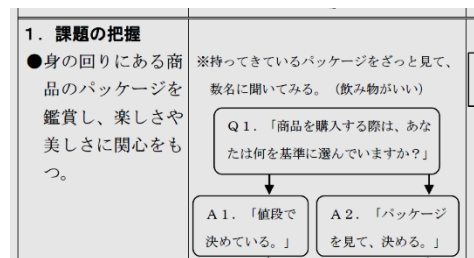 1．課題の把握
●身の回りにある商
品のパッケージを
鑑賞し、楽しさや
美しさに関心をも
つ。
※持ってきているパッケージをざっと見て、
数名に聞いてみる。（飲み物がいい）
Ｑ１．「商品を購入する際は、あな
たは何を基準に選んでいますか？」
Ａ１．「値段で
決めている。」
Ａ２．「パッケージ
を見て、決める。」